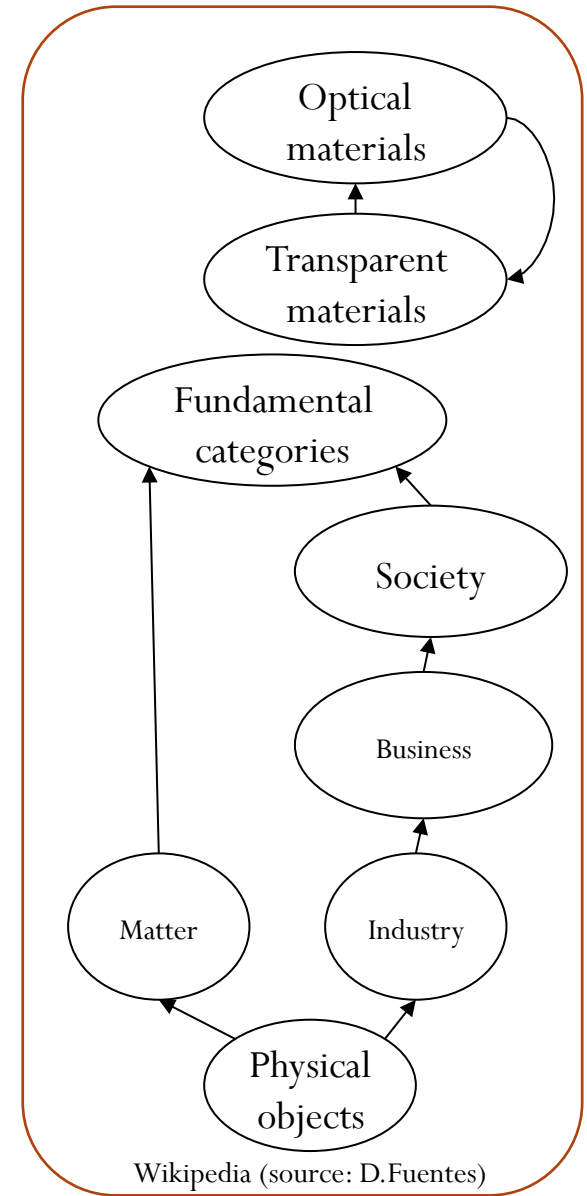 Optical
materials
Transparent
materials
Fundamental
categories
Society
Business
Matter
Industry
Physical
objects
Wikipedia (source: D.Fuentes)